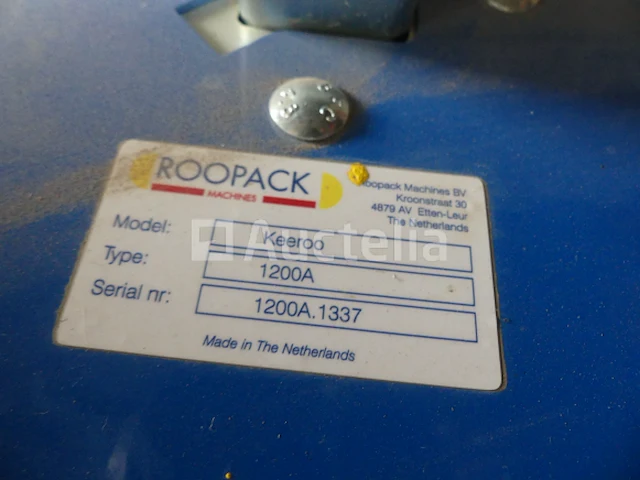 ROOPACK
MACHINES
Roopack Machines BV
Kroonstraat 30
4879 AV Etten-Leur
The Netherlands
Model: Keeroo
Type: 1200A
Serial nr: 1200A.1337
Made in The Netherlands
Auctelia